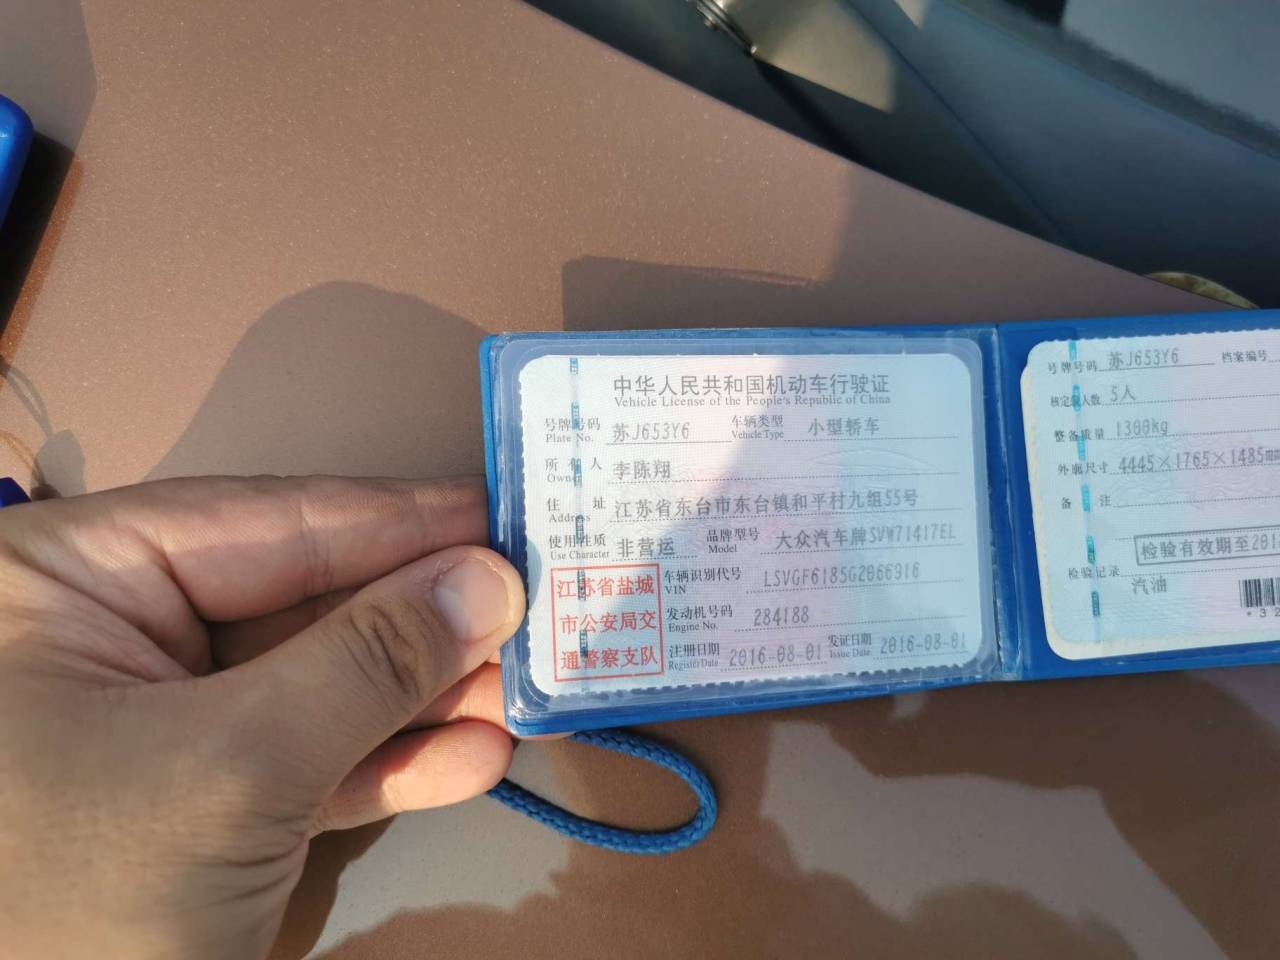 中华人民共和国机动车行驶证
Vehicle License of the People's Republic of China
号牌号码 苏J653Y6 车辆类型 小型轿车
Plate No. Vehicle Type
所有人 李陈翔
Owner
住址 江苏省东台市东台镇和平村九组55号
Address
使用性质 非营运 品牌型号 大众汽车牌SVW71417EL
Use Character Model
江苏省盐城
市公安局交
通警察支队
车辆识别代号 LSVGF6185G2066916
VIN
发动机号码 284188
Engine No.
注册日期 2016-08-01 发证日期 2016-08-01
Register Date Issue Date
号牌号码 苏J653Y6 档案编号
核定载人数 5人
整备质量 1300kg
外廓尺寸 4445×1765×1485mm
备注
检验有效期至201
检验记录
汽油
*32